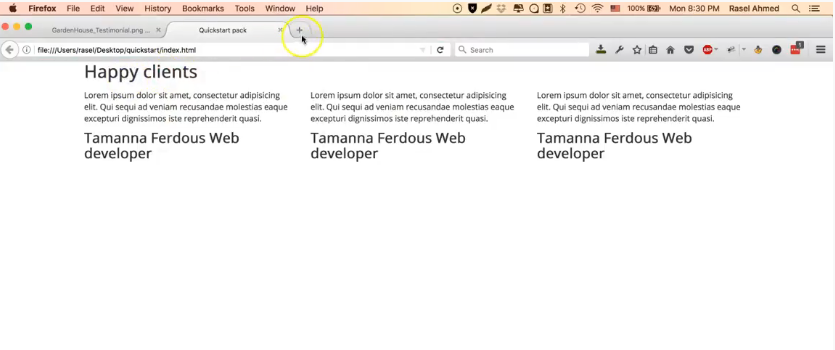 Firefox File Edit View History Bookmarks Tools Window Help 100% Mon 8:30 PM Rasel Ahmed
GardenHouse_Testimonial.png ... Quickstart pack
file:///Users/rasel/Desktop/quickstart/index.html Search ABP 1
Happy clients
Lorem ipsum dolor sit amet, consectetur adipisicing
elit. Qui sequi ad veniam recusandae molestias eaque
excepturi dignissimos iste reprehenderit quasi.
Tamanna Ferdous Web
developer
Lorem ipsum dolor sit amet, consectetur adipisicing
elit. Qui sequi ad veniam recusandae molestias eaque
excepturi dignissimos iste reprehenderit quasi.
Tamanna Ferdous Web
developer
Lorem ipsum dolor sit amet, consectetur adipisicing
elit. Qui sequi ad veniam recusandae molestias eaque
excepturi dignissimos iste reprehenderit quasi.
Tamanna Ferdous Web
developer